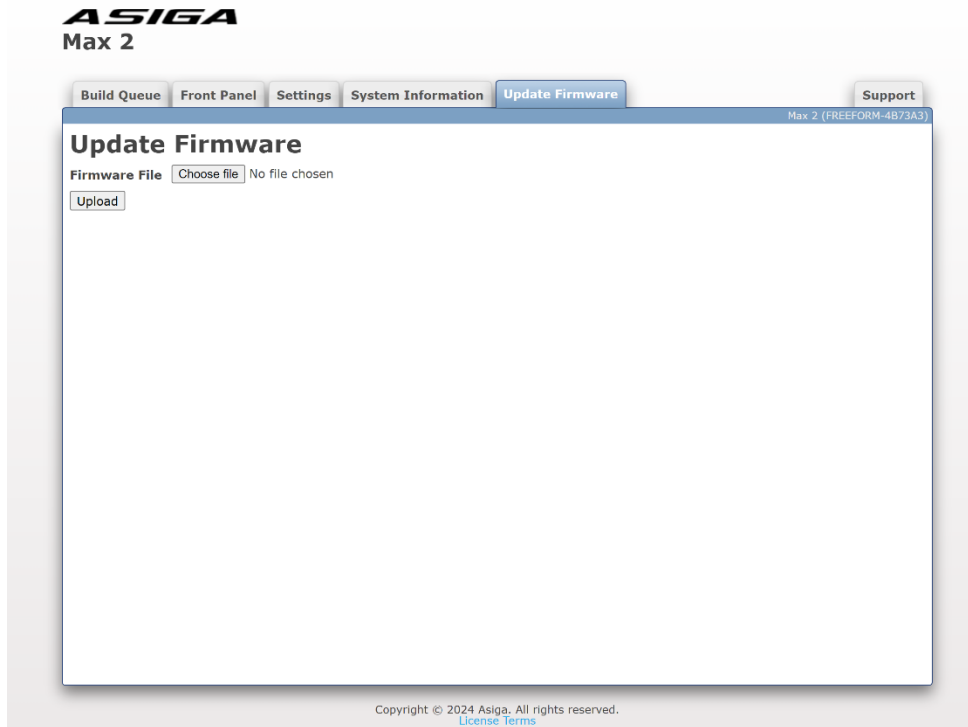 ASIGA
Max 2
Build Queue Front Panel Settings System Information Update Firmware Support
Max 2 (FREEFORM-4B73A3)
Update Firmware
Firmware File Choose file No file chosen
Upload
Copyright © 2024 Asiga. All rights reserved.
License Terms